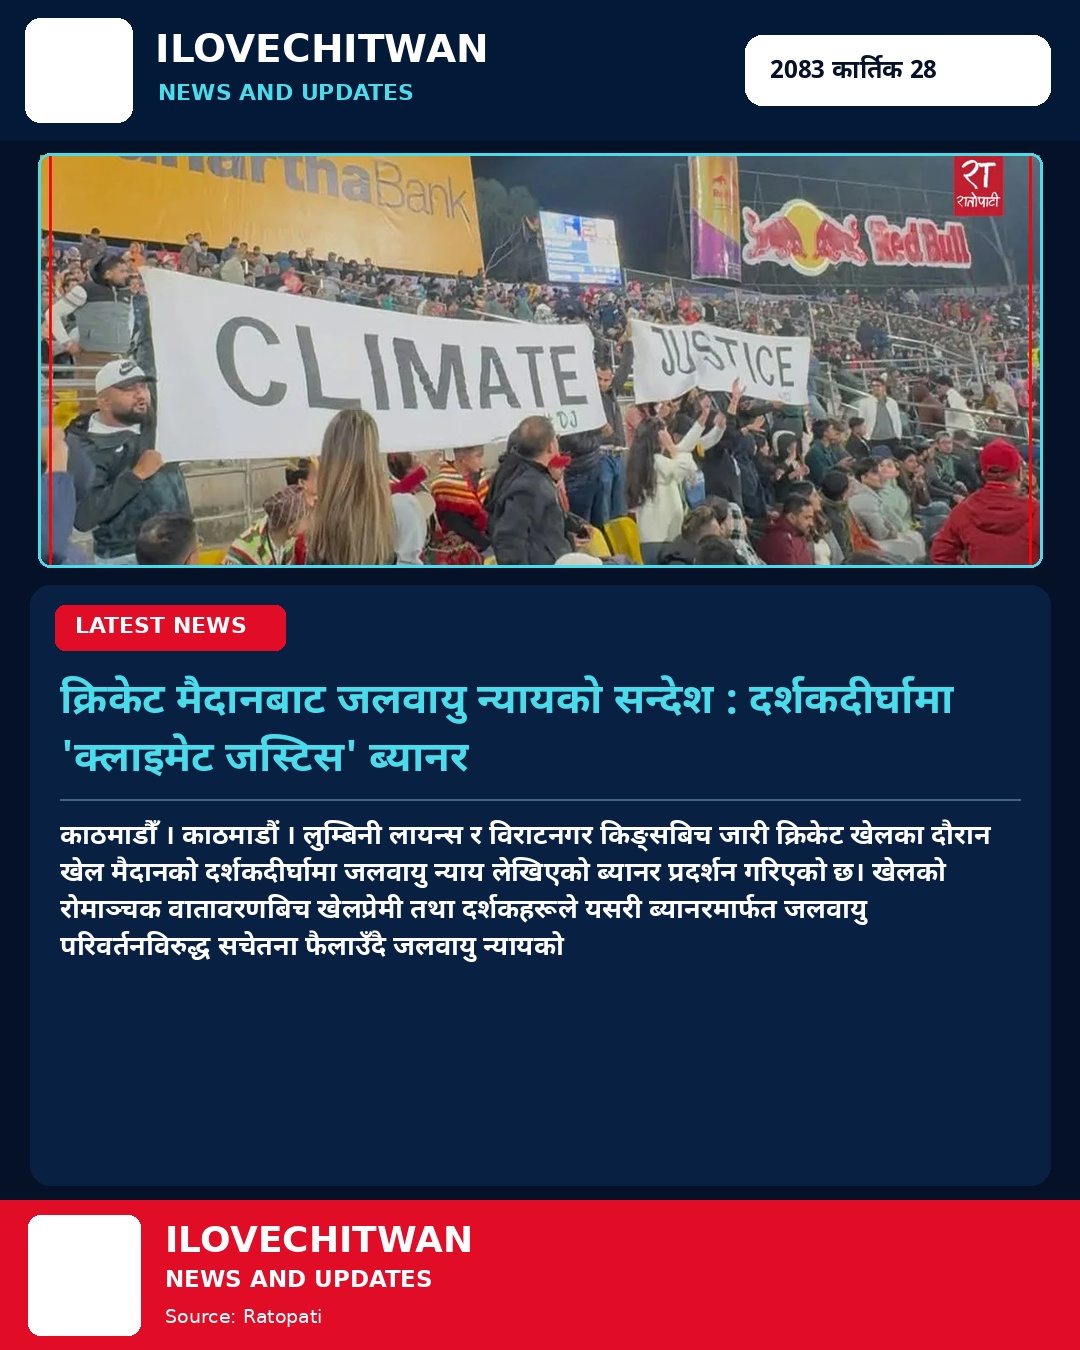 ILOVECHITWAN
NEWS AND UPDATES
2083 कार्तिक 28
Bank
Red Bull
रातोपाटी
CLIMATE
DJ
JUSTICE
LATEST NEWS
क्रिकेट मैदानबाट जलवायु न्यायको सन्देश : दर्शकदीर्घामा
'क्लाइमेट जस्टिस' ब्यानर
काठमाडौँ । काठमाडौं । लुम्बिनी लायन्स र विराटनगर किङ्सबिच जारी क्रिकेट खेलका दौरान
खेल मैदानको दर्शकदीर्घामा जलवायु न्याय लेखिएको ब्यानर प्रदर्शन गरिएको छ। खेलको
रोमाञ्चक वातावरणबिच खेलप्रेमी तथा दर्शकहरूले यसरी ब्यानरमार्फत जलवायु
परिवर्तनविरुद्ध सचेतना फैलाउँदै जलवायु न्यायको
ILOVECHITWAN
NEWS AND UPDATES
Source: Ratopati